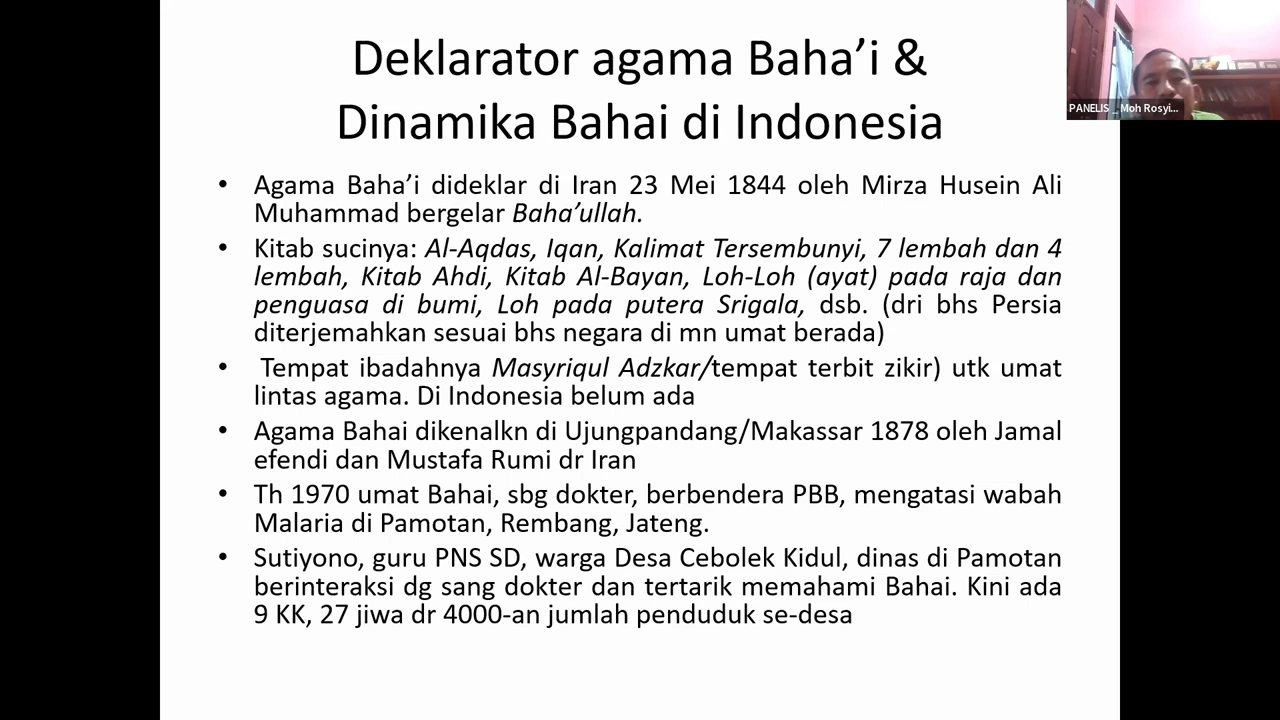 Deklarator agama Baha’i &
Dinamika Bahai di Indonesia
PANELIS _ Moh Rosyi...
• Agama Baha’i dideklar di Iran 23 Mei 1844 oleh Mirza Husein Ali
Muhammad bergelar Baha’ullah.
• Kitab sucinya: Al-Aqdas, Iqan, Kalimat Tersembunyi, 7 lembah dan 4
lembah, Kitab Ahdi, Kitab Al-Bayan, Loh-Loh (ayat) pada raja dan
penguasa di bumi, Loh pada putera Srigala, dsb. (dri bhs Persia
diterjemahkan sesuai bhs negara di mn umat berada)
• Tempat ibadahnya Masyriqul Adzkar/tempat terbit zikir) utk umat
lintas agama. Di Indonesia belum ada
• Agama Bahai dikenalkn di Ujungpandang/Makassar 1878 oleh Jamal
efendi dan Mustafa Rumi dr Iran
• Th 1970 umat Bahai, sbg dokter, berbendera PBB, mengatasi wabah
Malaria di Pamotan, Rembang, Jateng.
• Sutiyono, guru PNS SD, warga Desa Cebolek Kidul, dinas di Pamotan
berinteraksi dg sang dokter dan tertarik memahami Bahai. Kini ada
9 KK, 27 jiwa dr 4000-an jumlah penduduk se-desa